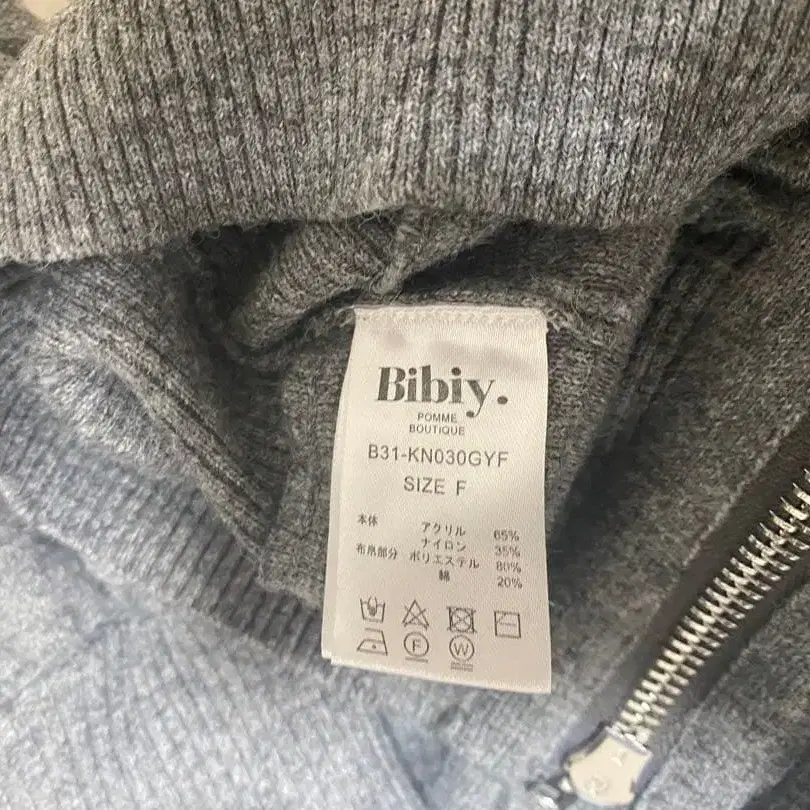 Bibiy.
POMME
BOUTIQUE
B31-KN030GYF
SIZE F
本体 アクリル 65%
ナイロン 35%
布帛部分 ポリエステル 80%
綿 20%
F W